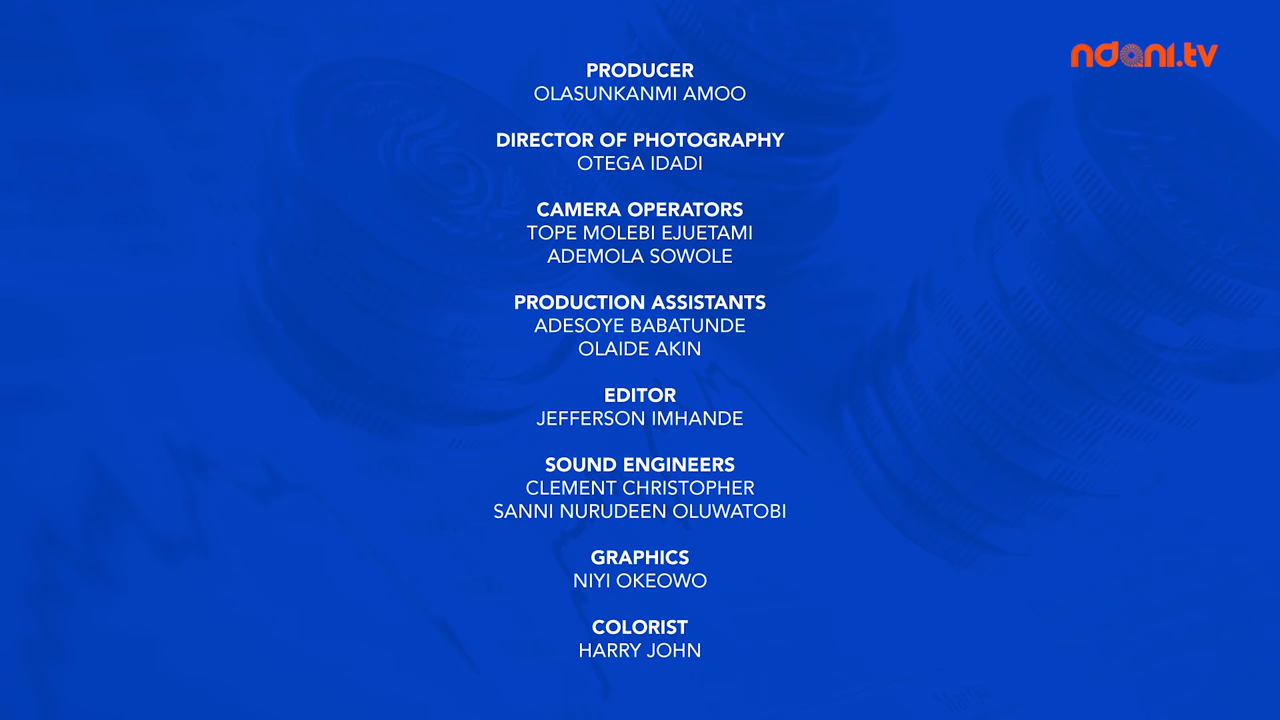 ndani.tv
PRODUCER
OLASUNKANMI AMOO
DIRECTOR OF PHOTOGRAPHY
OTEGA IDADI
CAMERA OPERATORS
TOPE MOLEBI EJUETAMI
ADEMOLA SOWOLE
PRODUCTION ASSISTANTS
ADESOYE BABATUNDE
OLAIDE AKIN
EDITOR
JEFFERSON IMHANDE
SOUND ENGINEERS
CLEMENT CHRISTOPHER
SANNI NURUDEEN OLUWATOBI
GRAPHICS
NIYI OKEOWO
COLORIST
HARRY JOHN